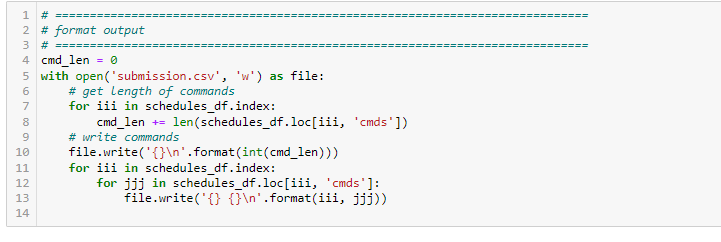 1 # =============================================================================
2 # format output
3 # =============================================================================
4 cmd_len = 0
5 with open('submission.csv', 'w') as file:
6     # get length of commands
7     for iii in schedules_df.index:
8         cmd_len += len(schedules_df.loc[iii, 'cmds'])
9     # write commands
10     file.write('{}\n'.format(int(cmd_len)))
11     for iii in schedules_df.index:
12         for jjj in schedules_df.loc[iii, 'cmds']:
13             file.write('{} {}\n'.format(iii, jjj))
14